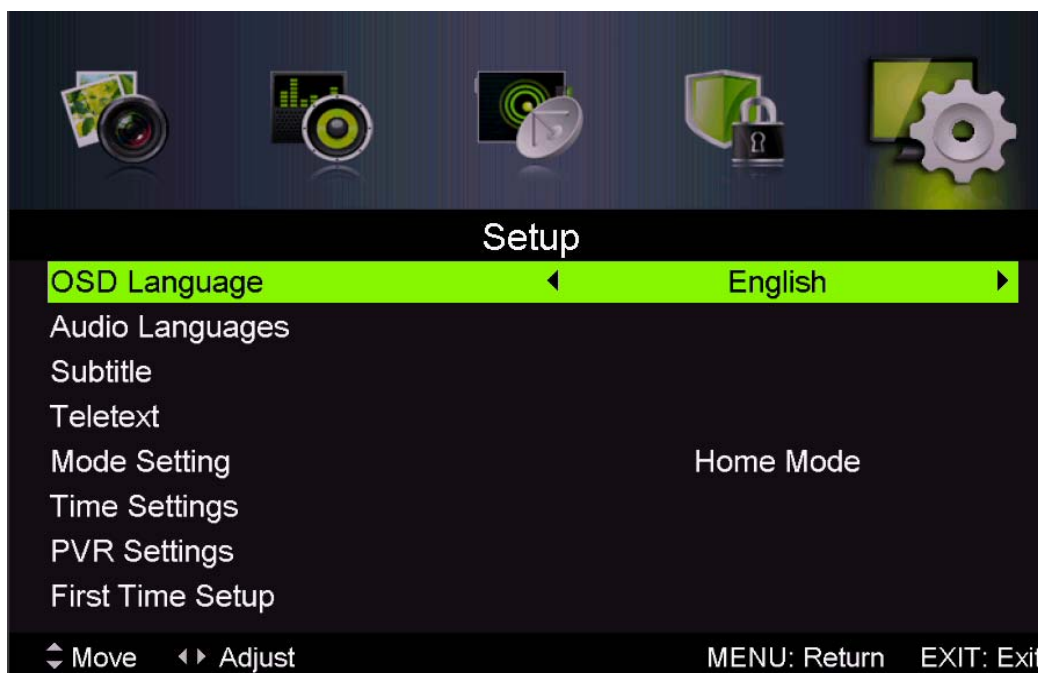 Setup
OSD Language English
Audio Languages
Subtitle
Teletext
Mode Setting Home Mode
Time Settings
PVR Settings
First Time Setup
Move Adjust MENU: Return EXIT: Exit